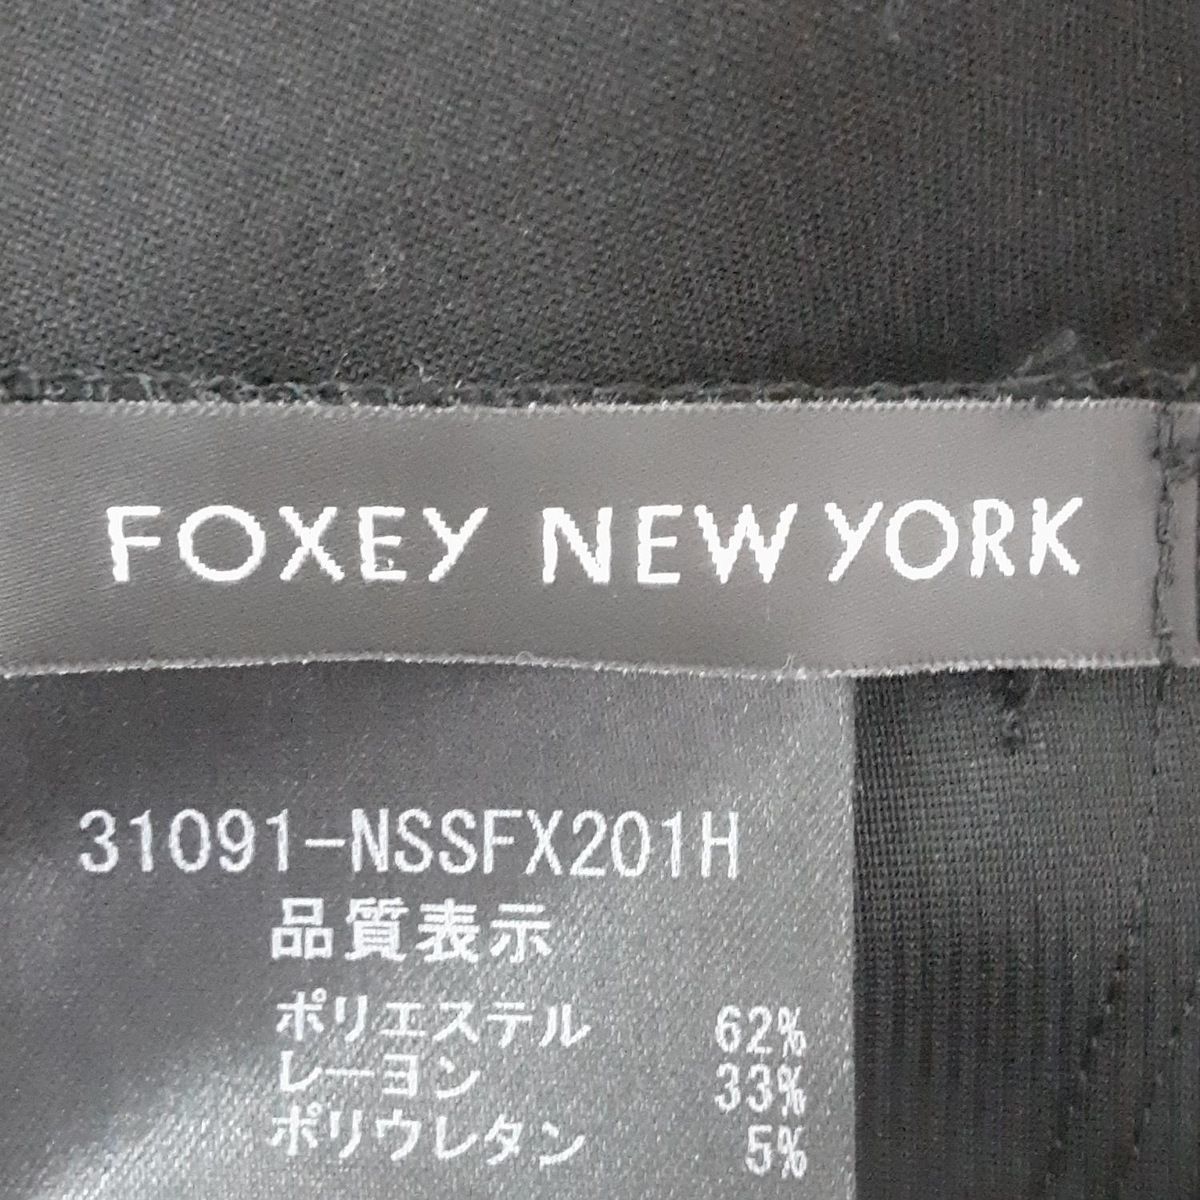 FOXEY NEW YORK
31091-NSSFX201H
品質表示
ポリエステル 62%
レーヨン 33%
ポリウレタン 5%